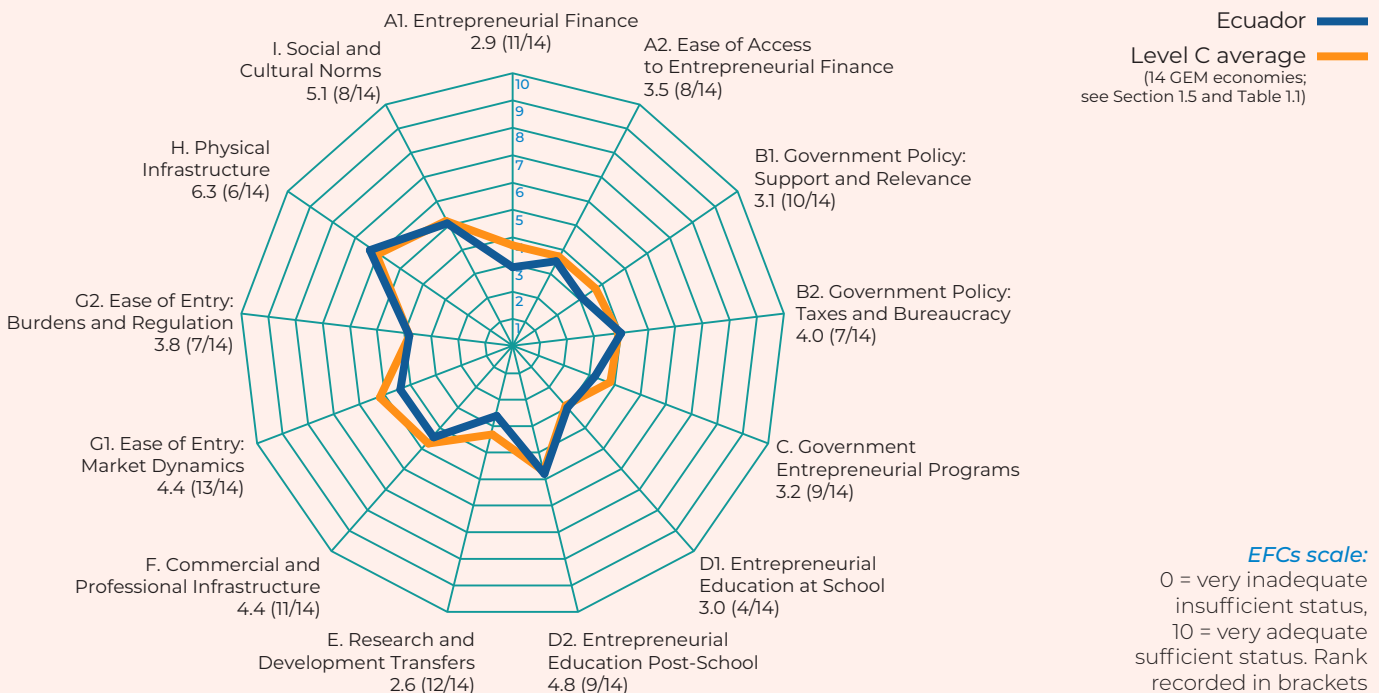 A1. Entrepreneurial Finance
2.9 (11/14)
A2. Ease of Access
to Entrepreneurial Finance
3.5 (8/14)
B1. Government Policy:
Support and Relevance
3.1 (10/14)
B2. Government Policy:
Taxes and Bureaucracy
4.0 (7/14)
C. Government
Entrepreneurial Programs
3.2 (9/14)
D1. Entrepreneurial
Education at School
3.0 (4/14)
D2. Entrepreneurial
Education Post-School
4.8 (9/14)
E. Research and
Development Transfers
2.6 (12/14)
F. Commercial and
Professional Infrastructure
4.4 (11/14)
G1. Ease of Entry:
Market Dynamics
4.4 (13/14)
G2. Ease of Entry:
Burdens and Regulation
3.8 (7/14)
H. Physical
Infrastructure
6.3 (6/14)
I. Social and
Cultural Norms
5.1 (8/14)
10
9
8
7
6
5
3
2
1
Ecuador
Level C average
(14 GEM economies;
see Section 1.5 and Table 1.1)
EFCs scale:
0 = very inadequate
insufficient status,
10 = very adequate
sufficient status. Rank
recorded in brackets